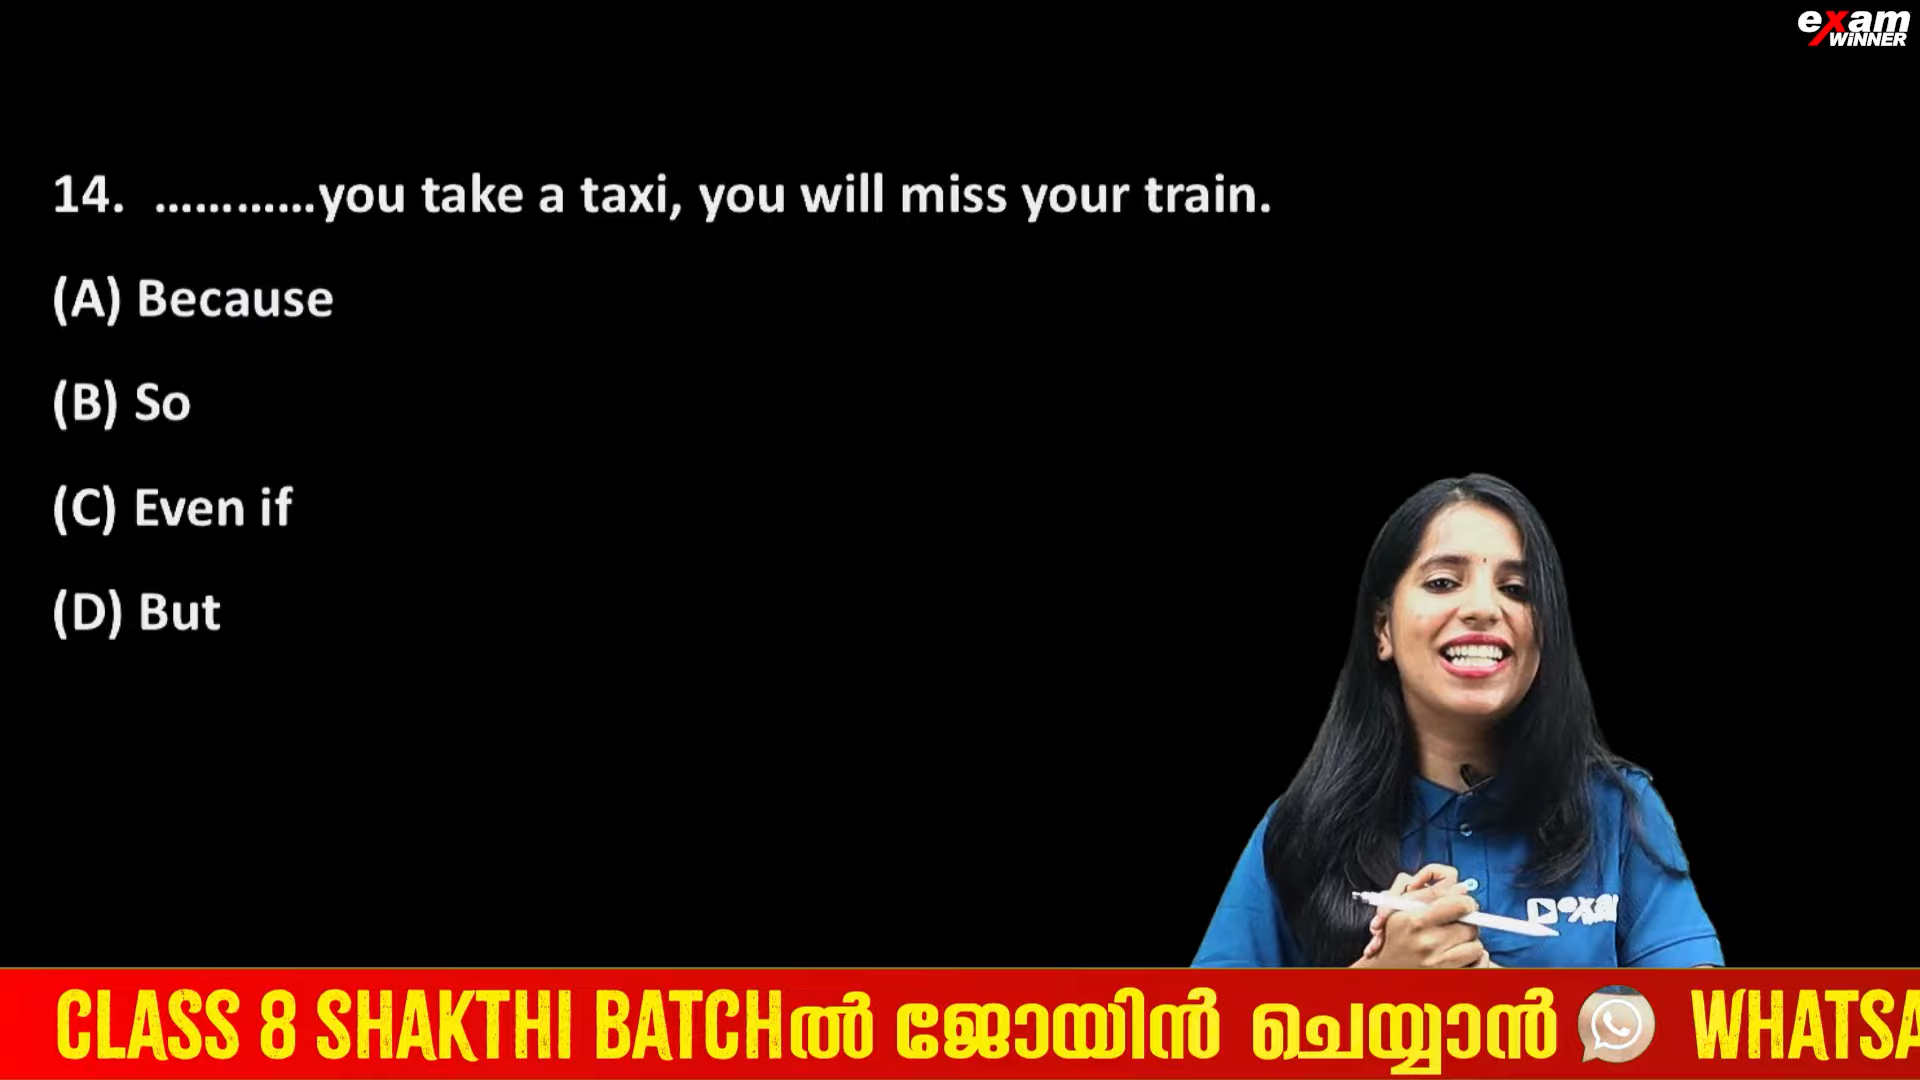 exam
WINNER
14. ............you take a taxi, you will miss your train.
(A) Because
(B) So
(C) Even if
(D) But
exa
CLASS 8 SHAKTHI BATCHൽ ജോയിൻ ചെയ്യാൻ WHATSA